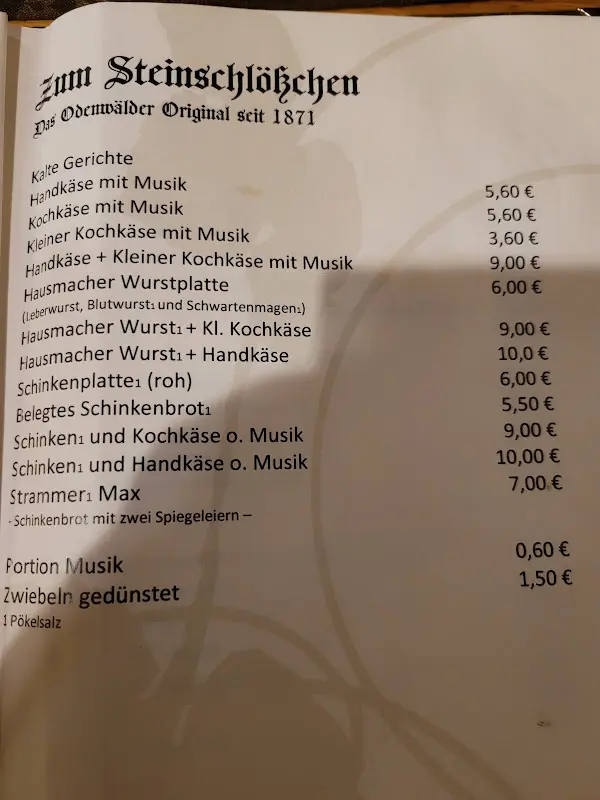 Zum Steinschlößchen
Das Odenwälder Original seit 1871
Kalte Gerichte
Handkäse mit Musik 5,60 €
Kochkäse mit Musik 5,60 €
Kleiner Kochkäse mit Musik 3,60 €
Handkäse + Kleiner Kochkäse mit Musik 9,00 €
Hausmacher Wurstplatte 6,00 €
(Leberwurst, Blutwurst₁ und Schwartenmagen₁)
Hausmacher Wurst₁ + Kl. Kochkäse 9,00 €
Hausmacher Wurst₁ + Handkäse 10,0 €
Schinkenplatte₁ (roh) 6,00 €
Belegtes Schinkenbrot₁ 5,50 €
Schinken₁ und Kochkäse o. Musik 9,00 €
Schinken₁ und Handkäse o. Musik 10,00 €
Strammer₁ Max 7,00 €
- Schinkenbrot mit zwei Spiegeleiern –
Portion Musik 0,60 €
Zwiebeln gedünstet 1,50 €
1 Pökelsalz